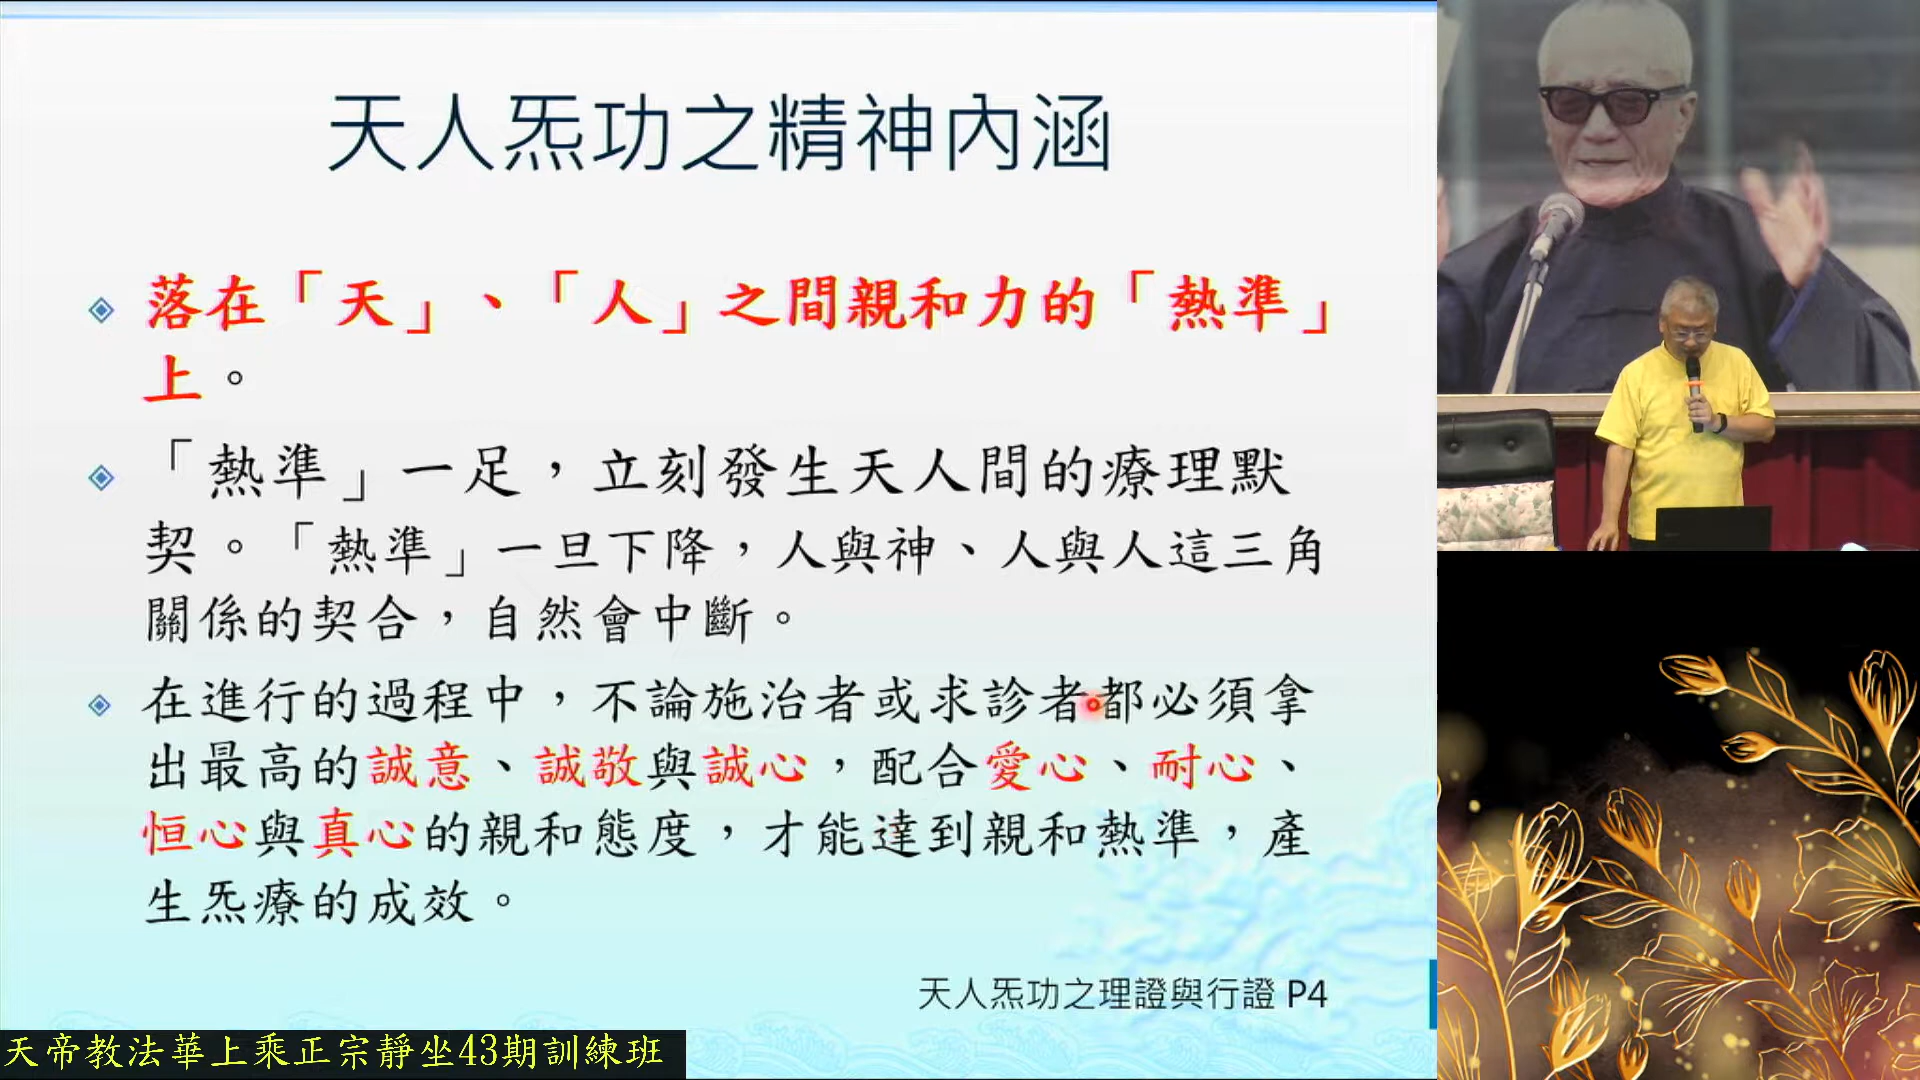 天人炁功之精神內涵
落在「天」、「人」之間親和力的「熱準」
上。
「熱準」一足，立刻發生天人間的療理默
契。「熱準」一旦下降，人與神、人與人這三角
關係的契合，自然會中斷。
在進行的過程中，不論施治者或求診者都必須拿
出最高的誠意、誠敬與誠心，配合愛心、耐心、
恒心與真心的親和態度，才能達到親和熱準，產
生炁療的成效。
天人炁功之理證與行證 P4
天帝教法華上乘正宗靜坐43期訓練班